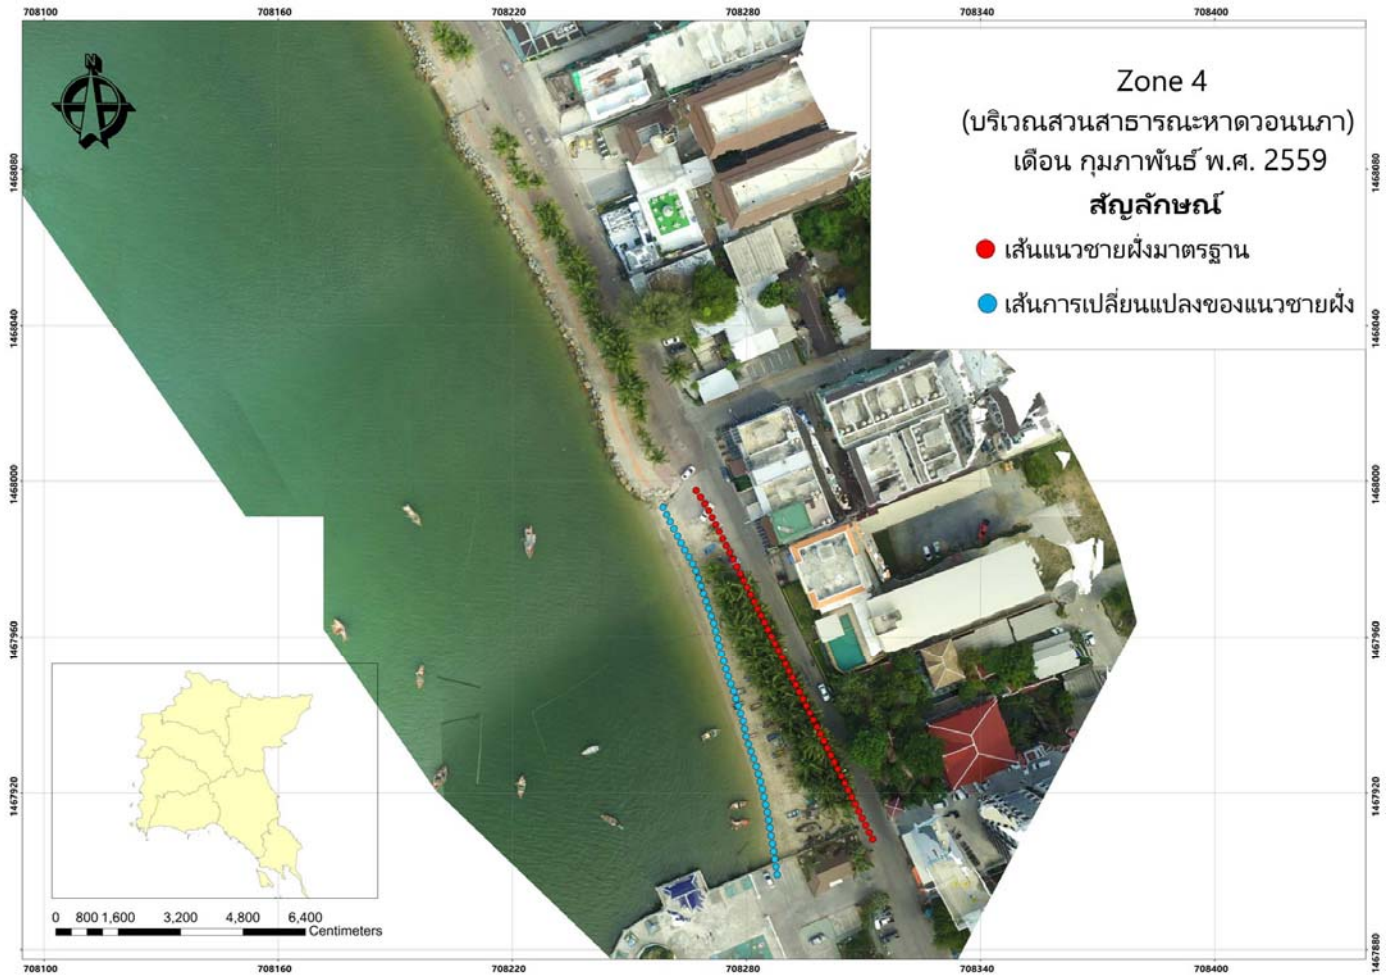 708100 708160 708220 708280 708340 708400
N
Zone 4
(บริเวณสวนสาธารณะหาดวอนนภา)
เดือน กุมภาพันธ์ พ.ศ. 2559
สัญลักษณ์
เส้นแนวชายฝั่งมาตรฐาน
เส้นการเปลี่ยนแปลงของแนวชายฝั่ง
1468080 1468080
1468040 1468040
1468000 1468000
1467960 1467960
1467920 1467920
1467880
0 800 1,600 3,200 4,800 6,400
Centimeters
708100 708160 708220 708280 708340 708400